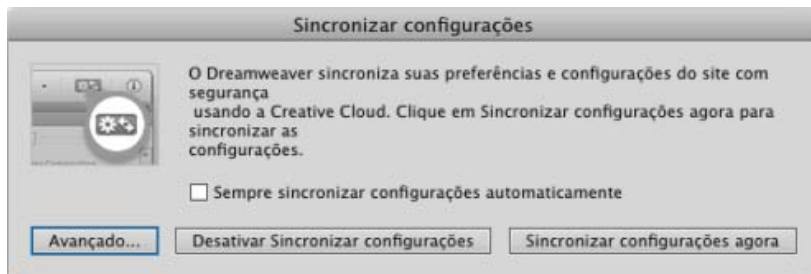 Sincronizar configurações
O Dreamweaver sincroniza suas preferências e configurações do site com
segurança
usando a Creative Cloud. Clique em Sincronizar configurações agora para
sincronizar as
configurações.
Sempre sincronizar configurações automaticamente
Avançado...
Desativar Sincronizar configurações
Sincronizar configurações agora